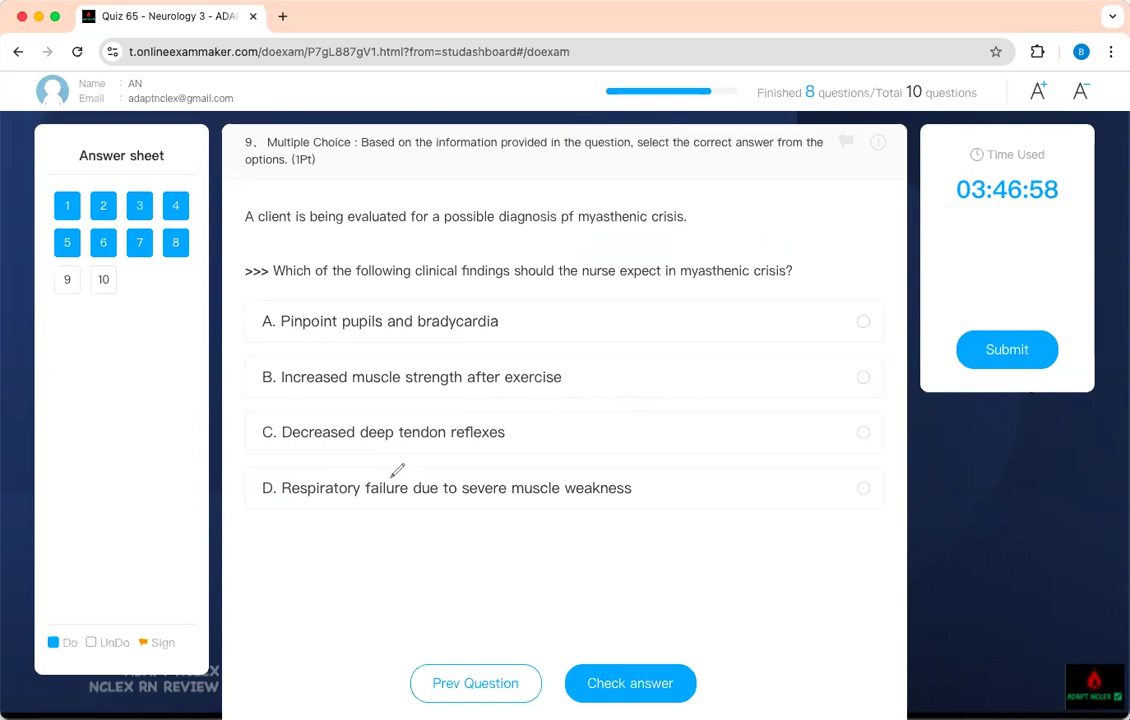 Quiz 65 - Neurology 3 - ADA
t.onlineexammaker.com/doexam/P7gL887gV1.html?from=studashboard#/doexam
B
Name : AN
Email : adaptnclex@gmail.com
Finished 8 questions/Total 10 questions
A+ A-
Answer sheet
1 2 3 4
5 6 7 8
9 10
Do UnDo Sign
NCLEX RN REVIEW
9、 Multiple Choice : Based on the information provided in the question, select the correct answer from the
options. (1Pt)
A client is being evaluated for a possible diagnosis pf myasthenic crisis.
>>> Which of the following clinical findings should the nurse expect in myasthenic crisis?
A. Pinpoint pupils and bradycardia
B. Increased muscle strength after exercise
C. Decreased deep tendon reflexes
D. Respiratory failure due to severe muscle weakness
Prev Question
Check answer
Time Used
03:46:58
Submit
ADAPT NCLEX